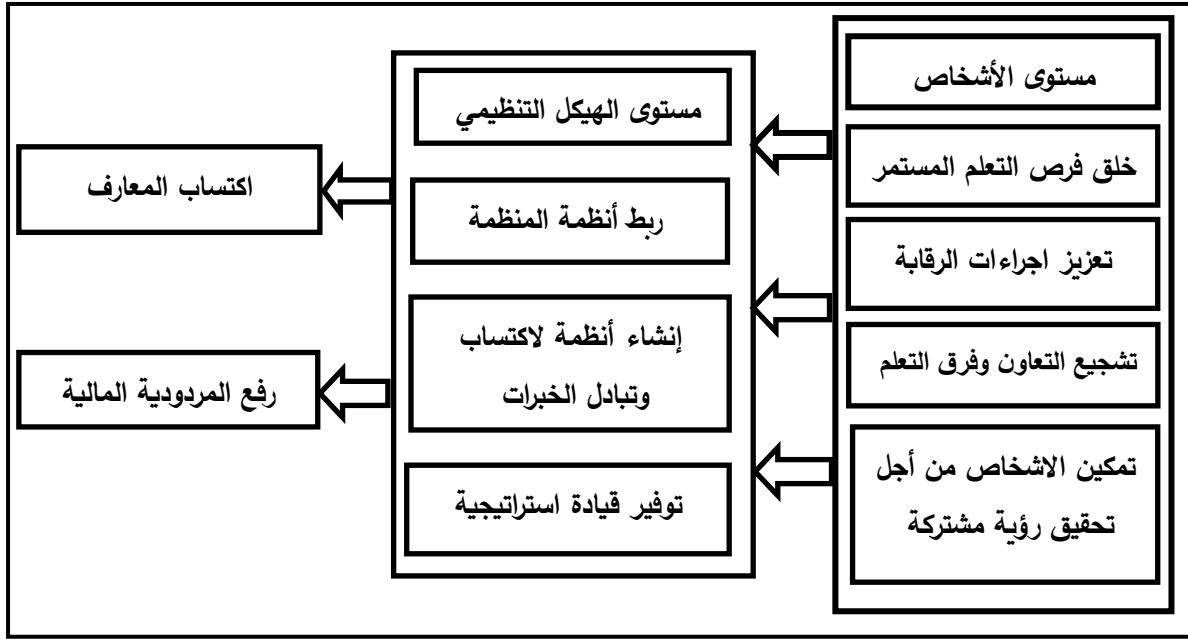 مستوى الأشخاص
خلق فرص التعلم المستمر
تعزيز اجراءات الرقابة
تشجيع التعاون وفرق التعلم
تمكين الاشخاص من أجل
تحقيق رؤية مشتركة
مستوى الهيكل التنظيمي
ربط أنظمة المنظمة
إنشاء أنظمة لاكتساب
وتبادل الخبرات
توفير قيادة استراتيجية
اكتساب المعارف
رفع المردودية المالية